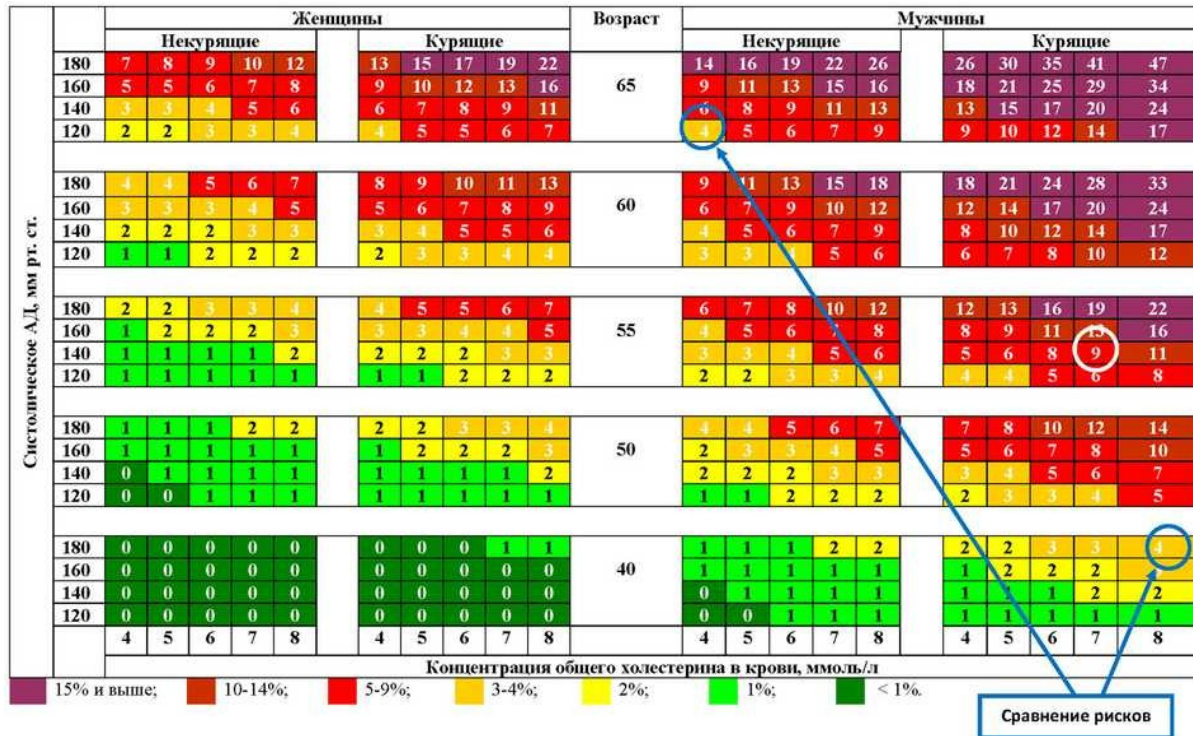 Женщины Возраст Мужчины
Некурящие Курящие Некурящие Курящие
Систолическое АД, мм рт. ст.
180 7 8 9 10 12 13 15 17 19 22 65 14 16 19 22 26 26 30 35 41 47
160 5 5 6 7 8 9 10 12 13 16 9 11 13 15 16 18 21 25 29 34
140 3 3 4 5 6 6 7 8 9 11 6 8 9 11 13 13 15 17 20 24
120 2 2 3 3 4 4 5 5 6 7 4 5 6 7 9 9 10 12 14 17
180 4 4 5 6 7 8 9 10 11 13 60 9 11 13 15 18 18 21 24 28 33
160 3 3 3 4 5 5 6 7 8 9 6 7 9 10 12 12 14 17 20 24
140 2 2 2 3 3 3 4 5 5 6 4 5 6 7 9 8 10 12 14 17
120 1 1 2 2 2 2 3 3 4 4 3 3 4 5 6 6 7 8 10 12
180 2 2 3 3 4 4 5 5 6 7 55 6 7 8 10 12 12 13 16 19 22
160 1 2 2 2 3 3 3 4 4 5 4 5 6 7 8 8 9 11 13 16
140 1 1 1 1 2 2 2 2 3 3 3 3 4 5 6 5 6 8 9 11
120 1 1 1 1 1 1 1 2 2 2 2 2 3 3 4 4 4 5 6 8
180 1 1 1 2 2 2 2 3 3 4 50 4 4 5 6 7 7 8 10 12 14
160 1 1 1 1 1 1 2 2 2 3 2 3 3 4 5 5 6 7 8 10
140 0 1 1 1 1 1 1 1 1 2 2 2 2 3 3 3 4 5 6 7
120 0 0 1 1 1 1 1 1 1 1 1 1 2 2 2 2 3 3 4 5
180 0 0 0 0 0 0 0 0 1 1 40 1 1 1 2 2 2 2 3 3 4
160 0 0 0 0 0 0 0 0 0 0 1 1 1 1 1 1 2 2 2
140 0 0 0 0 0 0 0 0 0 0 0 1 1 1 1 1 1 1 2 2
120 0 0 0 0 0 0 0 0 0 0 0 0 1 1 1 1 1 1 1 1
4 5 6 7 8 4 5 6 7 8 4 5 6 7 8 4 5 6 7 8
Концентрация общего холестерина в крови, ммоль/л
15% и выше; 10-14%; 5-9%; 3-4%; 2%; 1%; < 1%.
Сравнение рисков